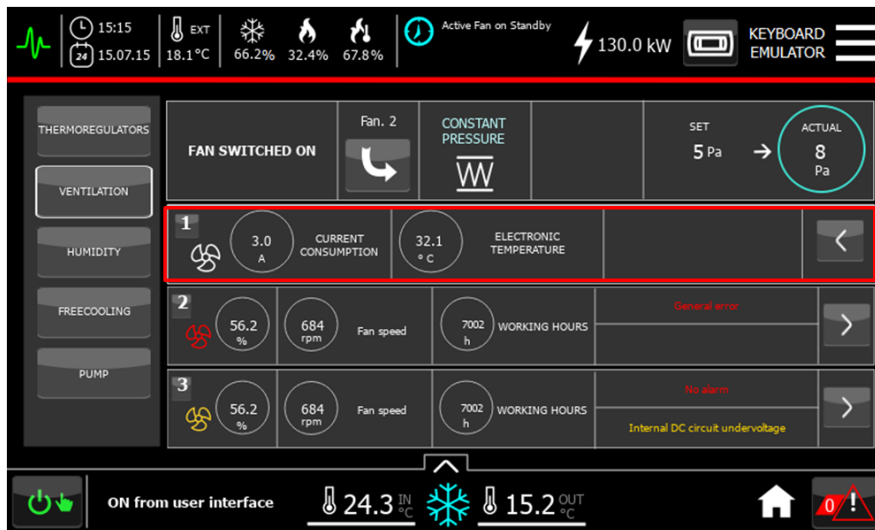 15:15
24 15.07.15
EXT
18.1°C
66.2%
32.4%
67.8%
Active Fan on Standby
130.0 kW
KEYBOARD
EMULATOR
THERMOREGULATORS
VENTILATION
HUMIDITY
FREECOOLING
PUMP
FAN SWITCHED ON
Fan. 2
CONSTANT
PRESSURE
SET
5 Pa
ACTUAL
8
Pa
1
3.0
A
CURRENT
CONSUMPTION
32.1
° C
ELECTRONIC
TEMPERATURE
2
56.2
%
684
rpm
Fan speed
7002
h
WORKING HOURS
General error
3
56.2
%
684
rpm
Fan speed
7002
h
WORKING HOURS
No alarm
Internal DC circuit undervoltage
ON from user interface
24.3 IN °C
15.2 OUT °C
0 !